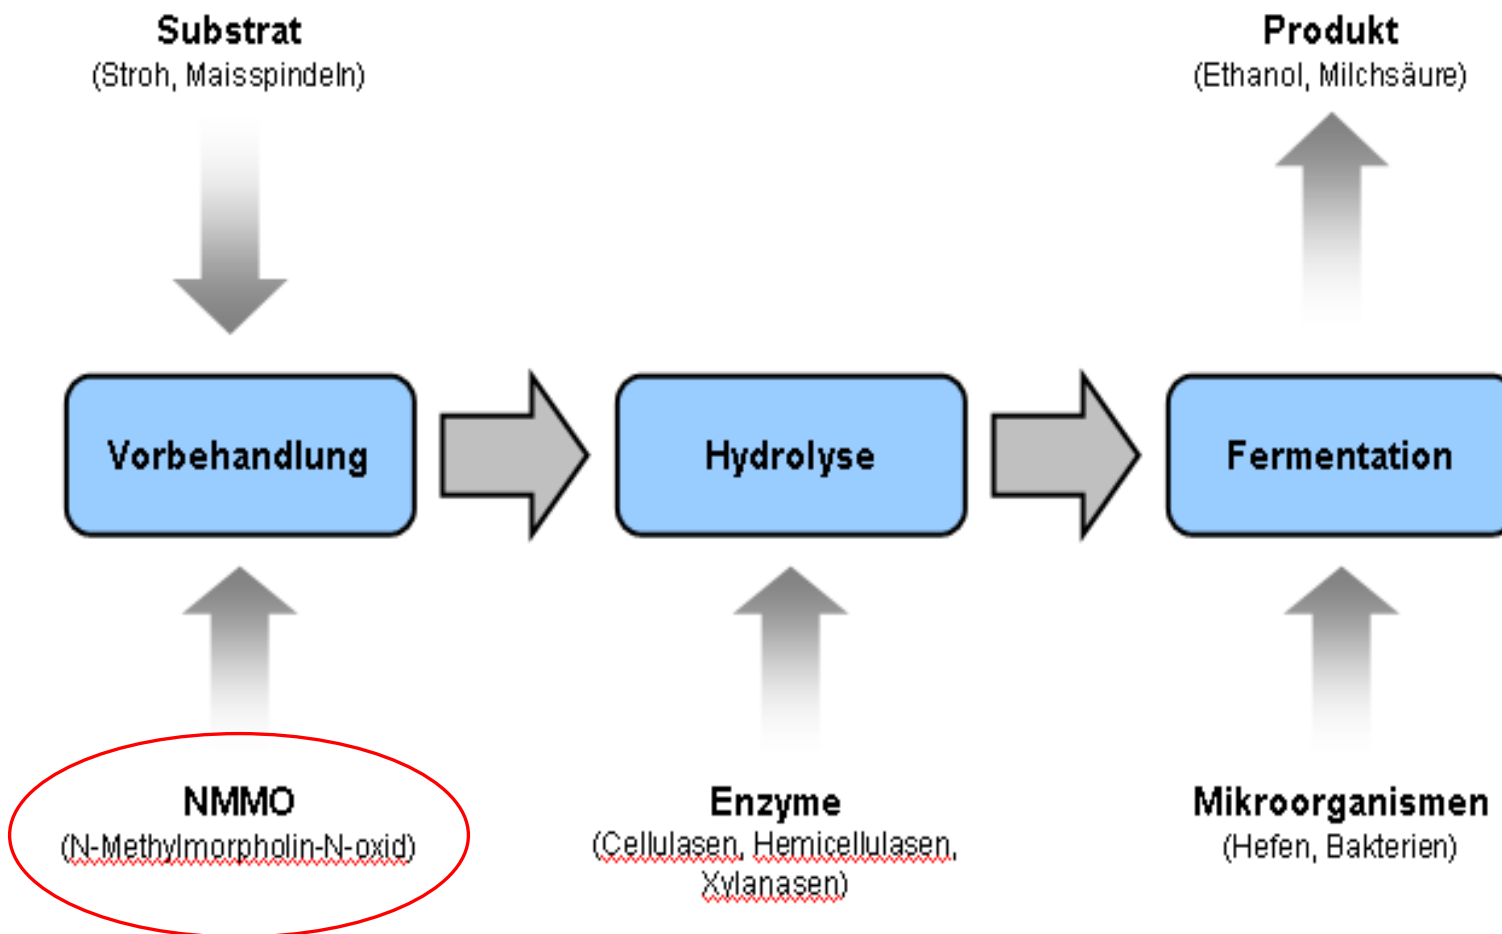 Substrat
(Stroh, Maisspindeln)
Produkt
(Ethanol, Milchsäure)
Vorbehandlung
Hydrolyse
Fermentation
NMMO
(N-Methylmorpholin-N-oxid)
Enzyme
(Cellulasen, Hemicellulasen,
Xylanasen)
Mikroorganismen
(Hefen, Bakterien)